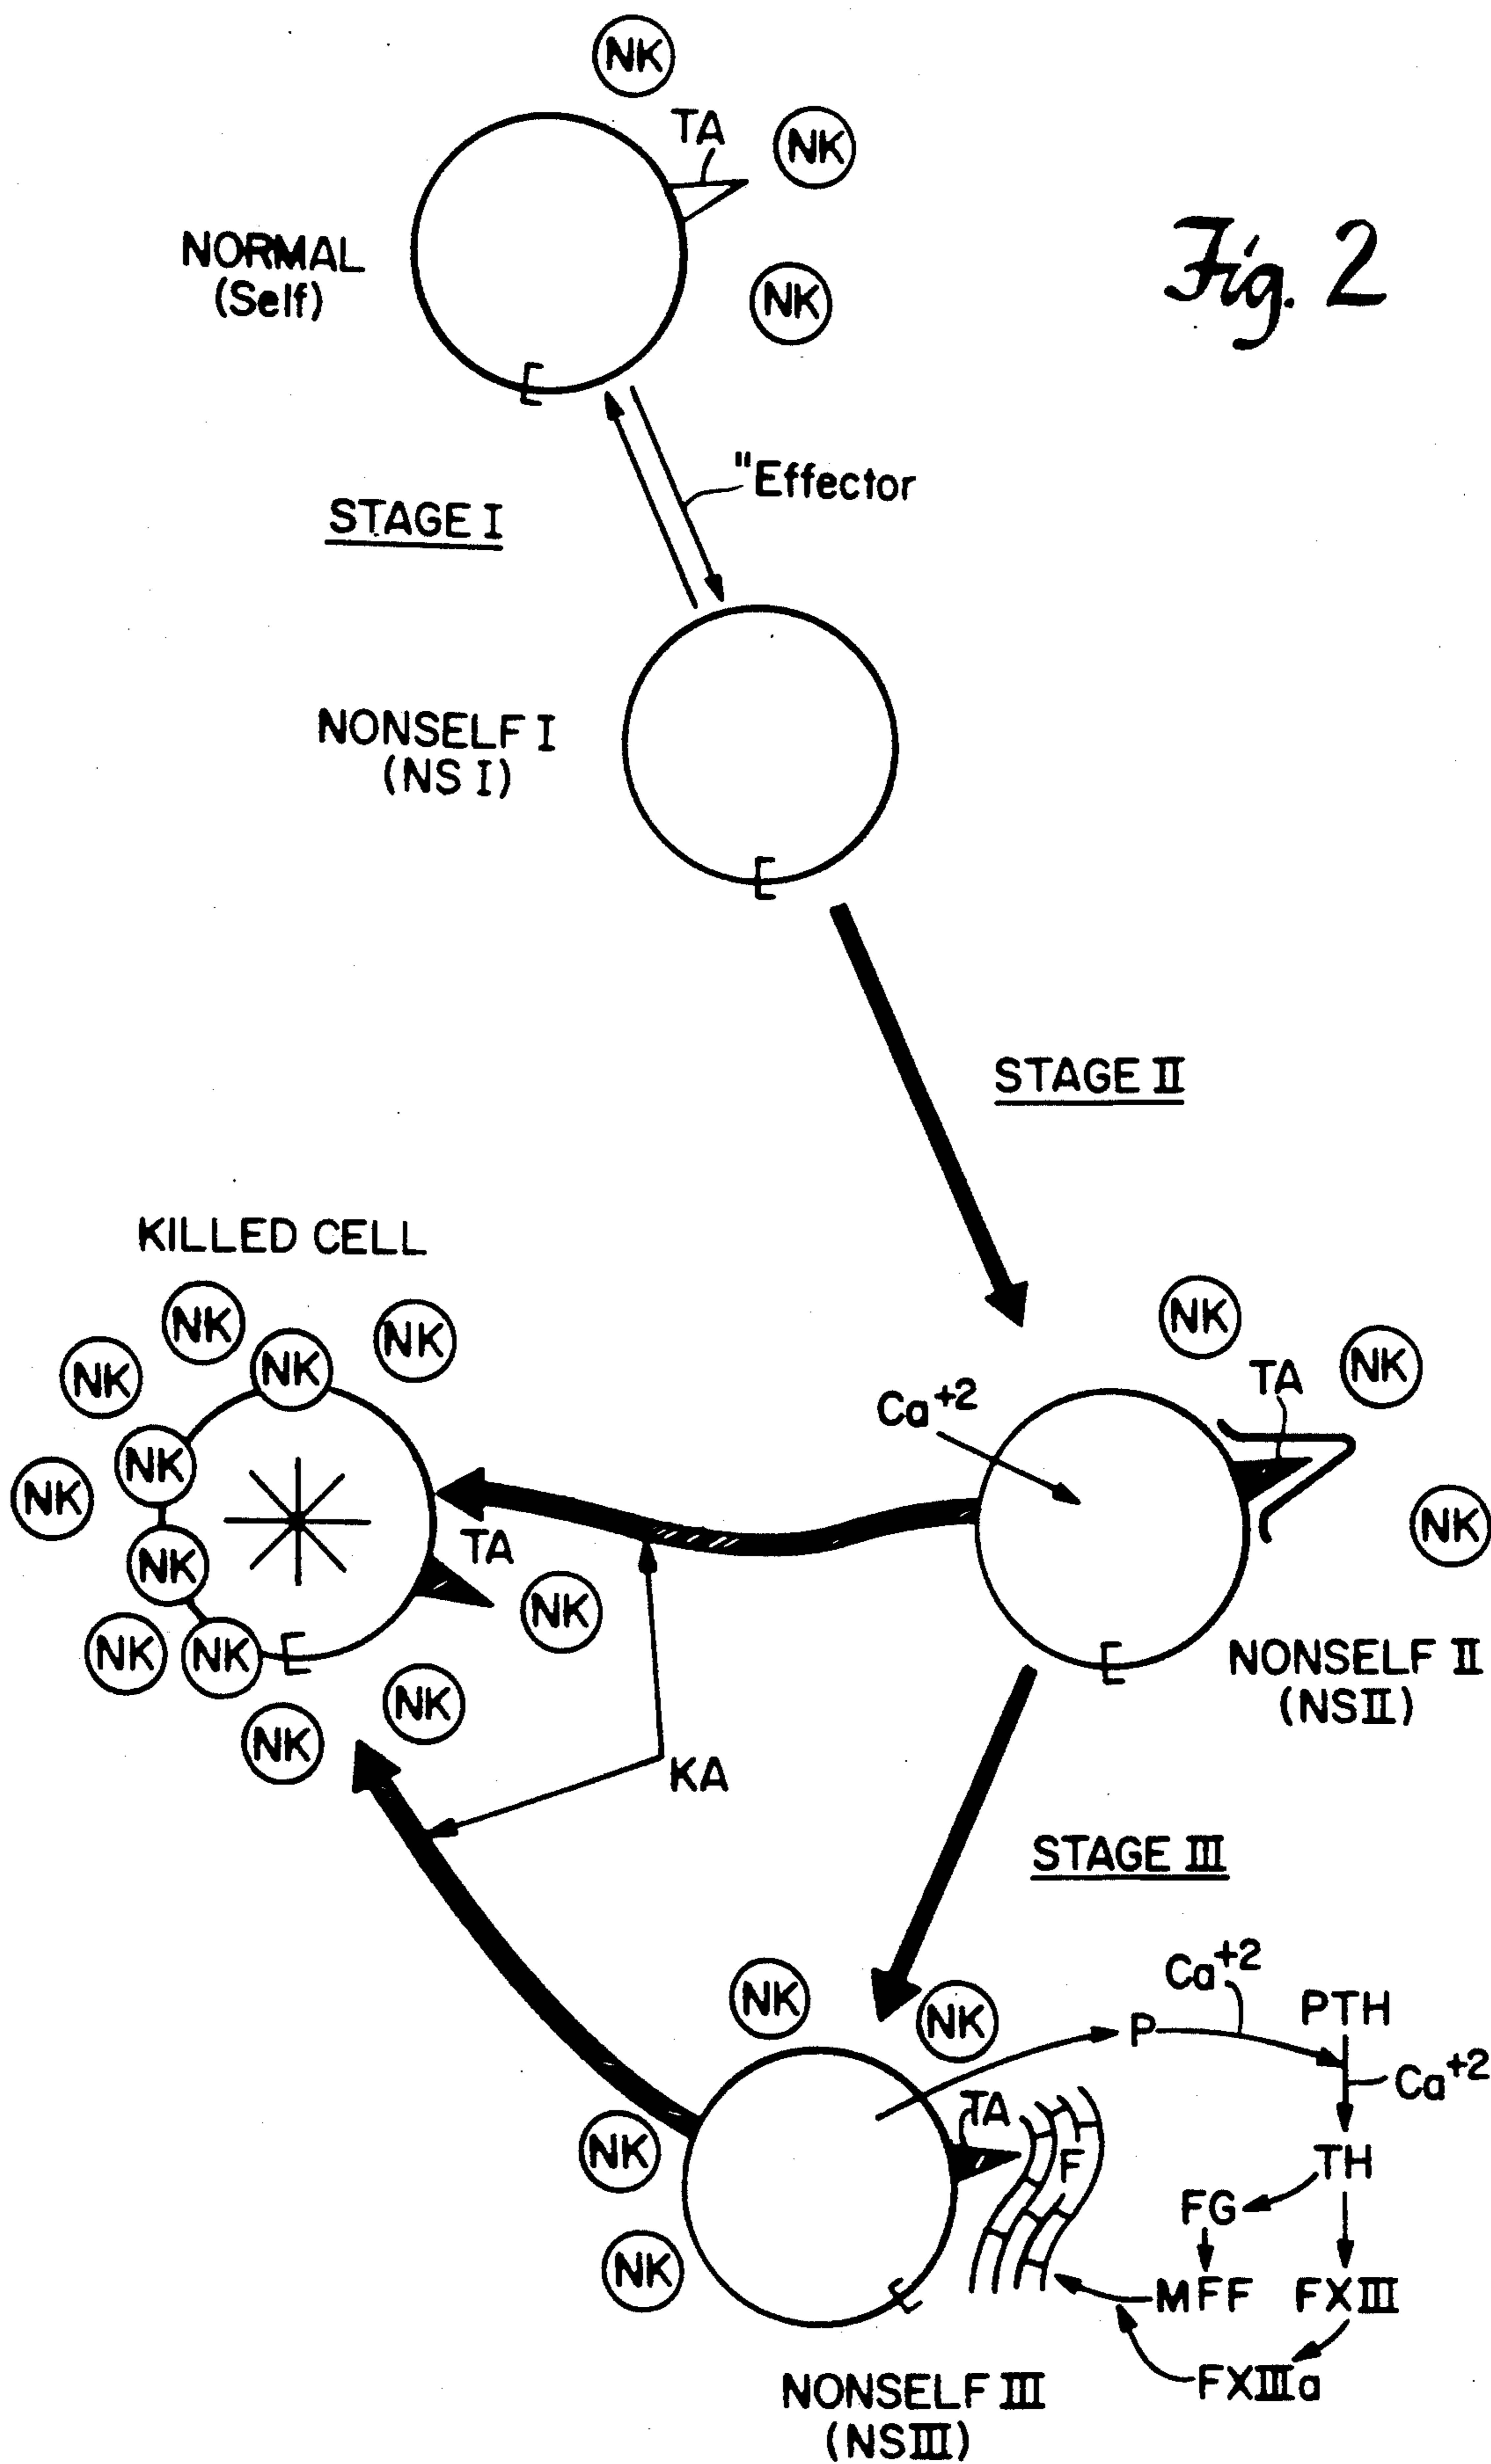 NK
TA
NK
NORMAL
(Self)
NK
Fig. 2
E
"Effector
STAGE I
NONSELF I
(NS I)
E
STAGE II
KILLED CELL
NK
NK
NK
NK
NK
NK
NK
NK
NK
NK
NK
TA
NK
NK
NK
E
KA
Ca+2
NK
TA
NK
NK
E
NONSELF II
(NSII)
STAGE III
NK
NK
NK
NK
TA
F
E
Ca+2
P
PTH
Ca+2
TH
FG
MFF
FXIII
FXIIIa
NONSELF III
(NSIII)